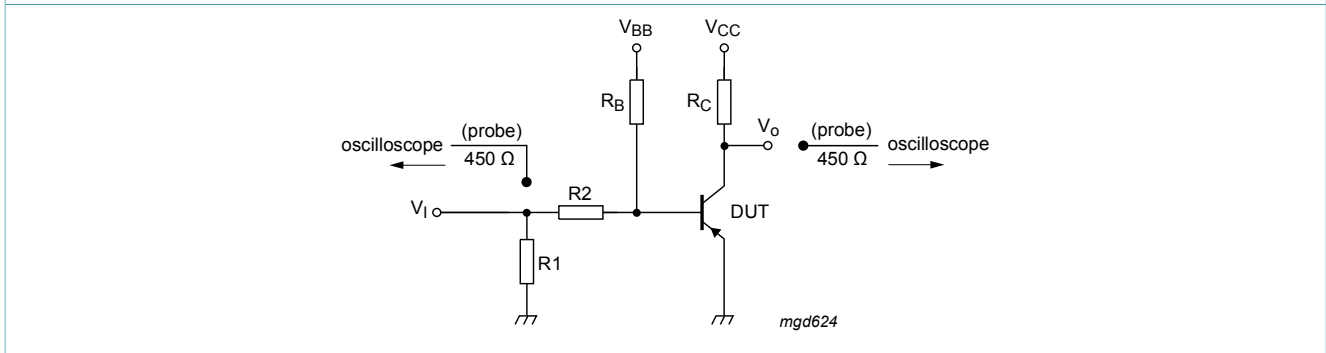 V_BB
V_CC
R_B
R_C
V_o
(probe)
450 Ω
oscilloscope
(probe)
450 Ω
oscilloscope
R2
V_I
DUT
R1
mgd624